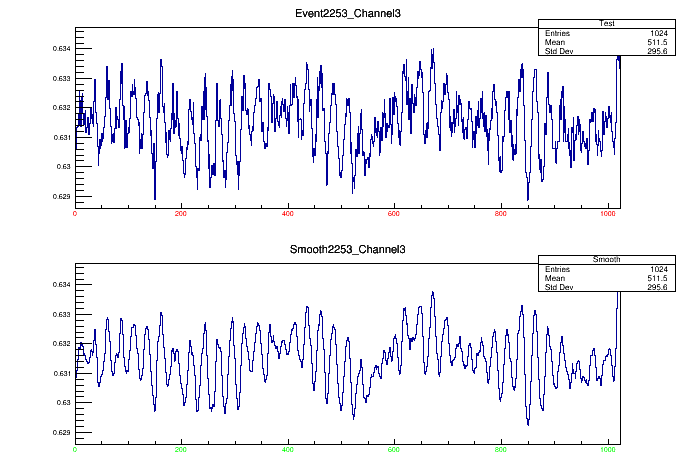 Event2253_Channel3
Test
Entries 1024
Mean 511.5
Std Dev 295.6
0.634
0.633
0.632
0.631
0.63
0.629
0 200 400 600 800 1000
Smooth2253_Channel3
Smooth
Entries 1024
Mean 511.5
Std Dev 295.6
0.634
0.633
0.632
0.631
0.63
0.629
0 200 400 600 800 1000